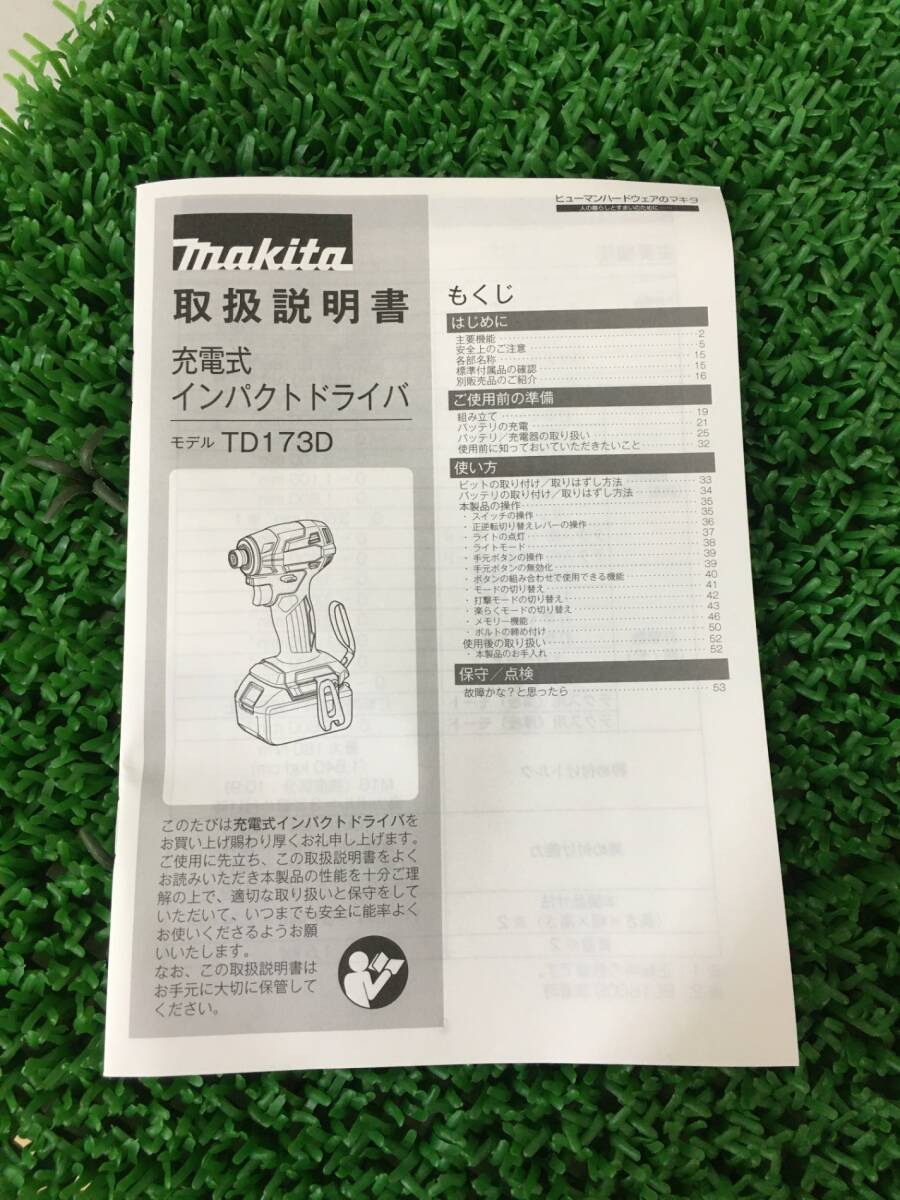 makita
取扱説明書
充電式
インパクトドライバ
モデル TD173D
このたびは充電式インパクトドライバを
お買い上げ賜わり厚くお礼申し上げます。
ご使用に先立ち、この取扱説明書をよく
お読みいただき本製品の性能を十分ご理
解の上で、適切な取り扱いと保守をして
いただいて、いつまでも安全に能率よく
お使いくださるようお願
いいたします。
なお、この取扱説明書は
お手元に大切に保管して
ください。
ヒューマンハードウェアのマキタ
人の暮らしとすまいのために
もくじ
はじめに
主要機能 2
安全上のご注意 5
各部名称 15
標準付属品の確認 15
別販売品のご紹介 16
ご使用前の準備
組み立て 19
バッテリの充電 21
バッテリ/充電器の取り扱い 25
使用前に知っておいていただきたいこと 32
使い方
ビットの取り付け/取りはずし方法 33
バッテリの取り付け/取りはずし方法 34
本製品の操作 35
・スイッチの操作 35
・正逆転切り替えレバーの操作 36
・ライトの点灯 37
・ライトモード 38
・手元ボタンの操作 39
・手元ボタンの無効化 39
・ボタンの組み合わせで使用できる機能 40
・モードの切り替え 41
・打撃モードの切り替え 42
・楽らくモードの切り替え 43
・メモリー機能 46
・ボルトの締め付け 50
使用後の取り扱い 52
・本製品のお手入れ 52
保守/点検
故障かな?と思ったら 53